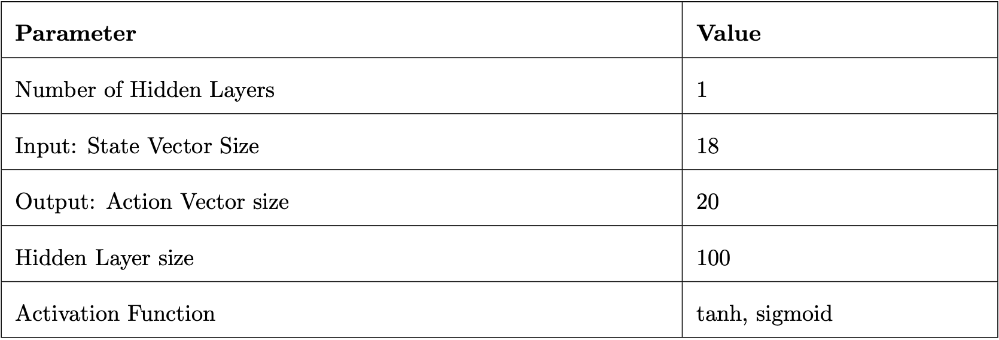 Parameter Value
Number of Hidden Layers 1
Input: State Vector Size 18
Output: Action Vector size 20
Hidden Layer size 100
Activation Function tanh, sigmoid